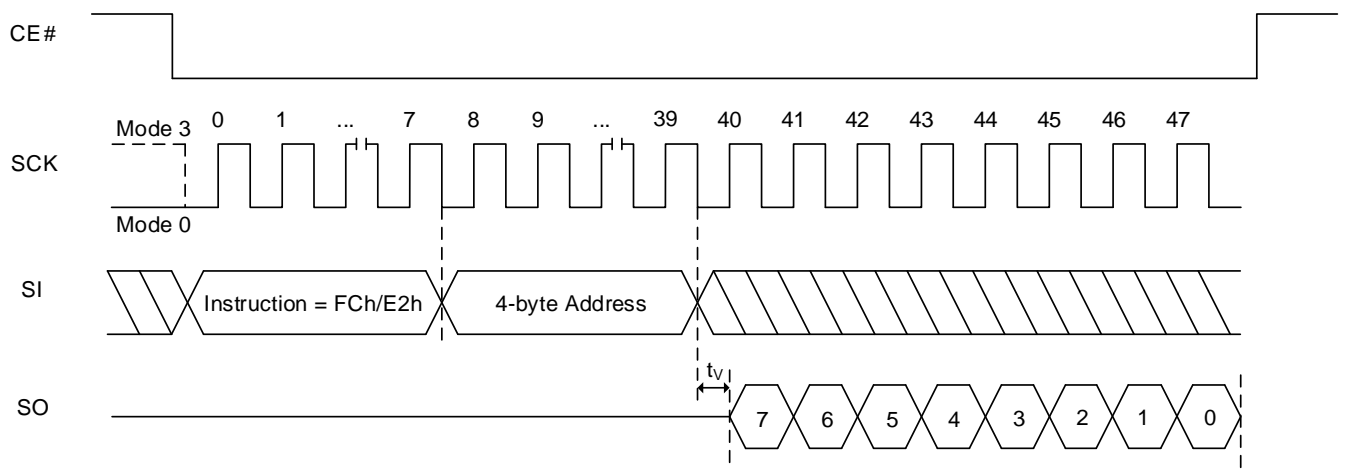 CE#
Mode 3 0 1 ... 7 8 9 ... 39 40 41 42 43 44 45 46 47
SCK
Mode 0
SI Instruction = FCh/E2h 4-byte Address
tV
SO 7 6 5 4 3 2 1 0